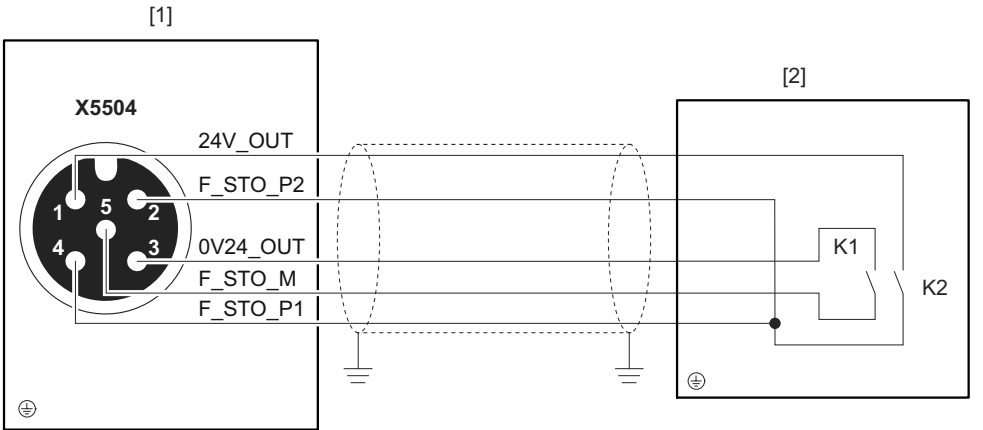 [1]
[2]
X5504
24V_OUT
F_STO_P2
1
5
2
4
3
0V24_OUT
F_STO_M
F_STO_P1
K1
K2